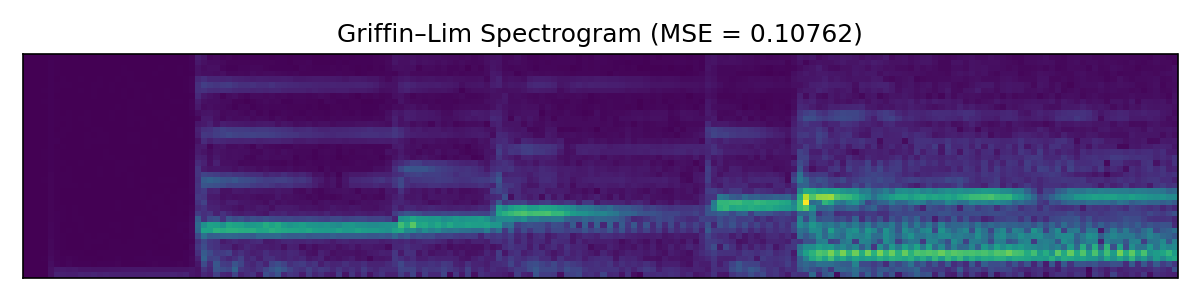 Griffin–Lim Spectrogram (MSE = 0.10762)